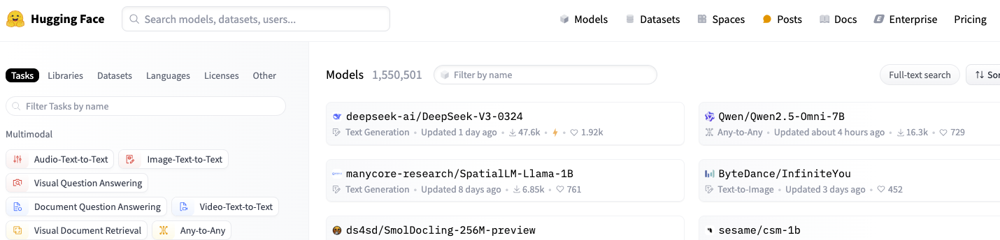 Hugging Face Search models, datasets, users... Models Datasets Spaces Posts Docs Enterprise Pricing
Tasks Libraries Datasets Languages Licenses Other
Filter Tasks by name
Multimodal
Audio-Text-to-Text Image-Text-to-Text
Visual Question Answering
Document Question Answering Video-Text-to-Text
Visual Document Retrieval Any-to-Any
Models 1,550,501 Filter by name Full-text search Sor
deepseek-ai/DeepSeek-V3-0324
Text Generation • Updated 1 day ago • 47.6k • • 1.92k
Qwen/Qwen2.5-Omni-7B
Any-to-Any • Updated about 4 hours ago • 16.3k • 729
manycore-research/SpatialLM-Llama-1B
Text Generation • Updated 8 days ago • 6.85k • 761
ByteDance/InfiniteYou
Text-to-Image • Updated 3 days ago • 452
ds4sd/SmolDocling-256M-preview
sesame/csm-1b